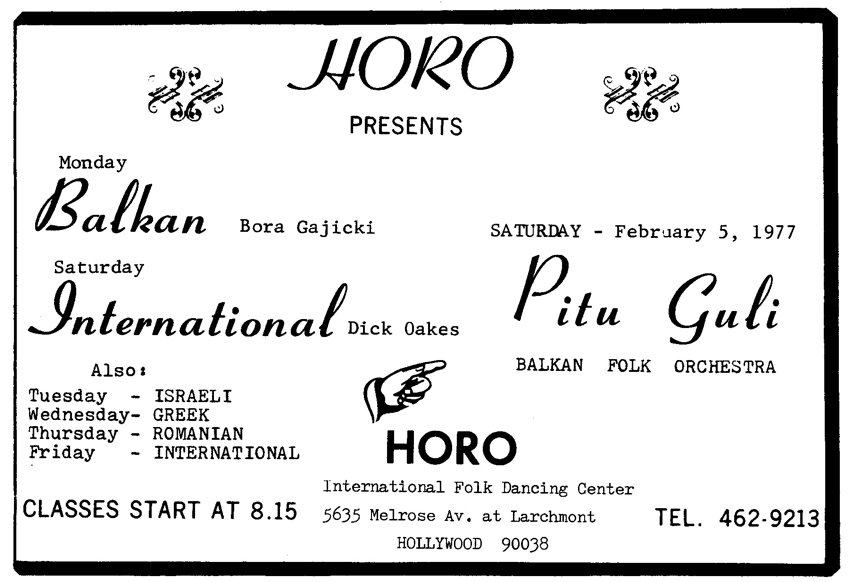 HORO
PRESENTS
Monday
Balkan Bora Gajicki
Saturday
International Dick Oakes
Also:
Tuesday - ISRAELI
Wednesday- GREEK
Thursday - ROMANIAN
Friday - INTERNATIONAL
CLASSES START AT 8.15
SATURDAY - February 5, 1977
Pitu Guli
BALKAN FOLK ORCHESTRA
HORO
International Folk Dancing Center
5635 Melrose Av. at Larchmont
HOLLYWOOD 90038
TEL. 462-9213